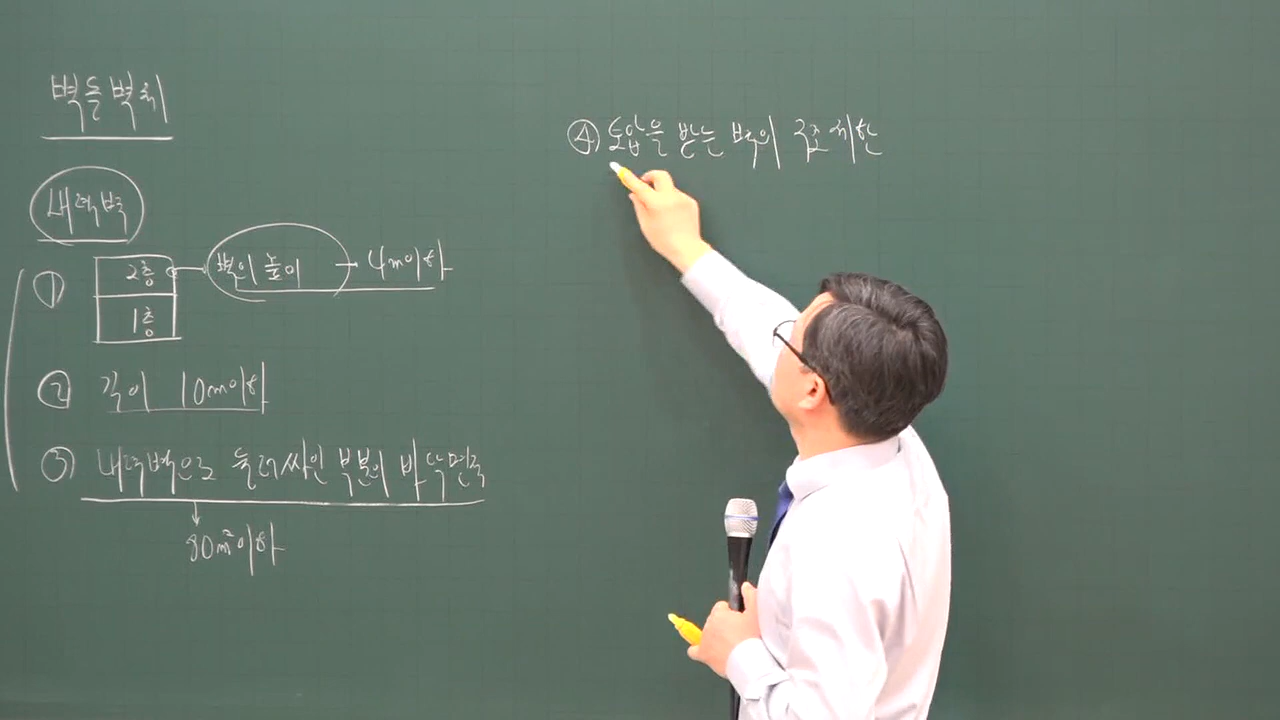 벽돌벽체
내력벽
① 2층 벽의 높이 4m이하
1층
② 길이 10m이하
③ 내력벽으로 둘러싸인 부분의 바닥면적
80m²이하
④ 토압을 받는 벽의 구조제한